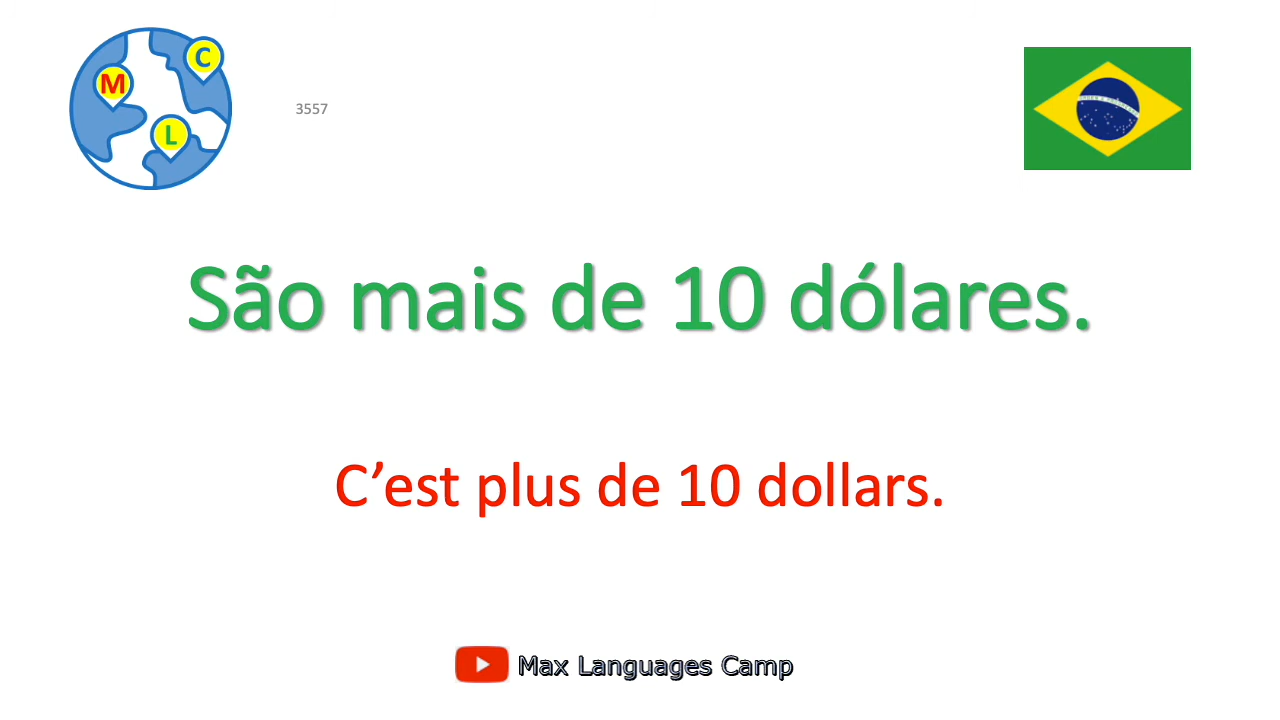 C
M
3557
L
São mais de 10 dólares.
C’est plus de 10 dollars.
Max Languages Camp